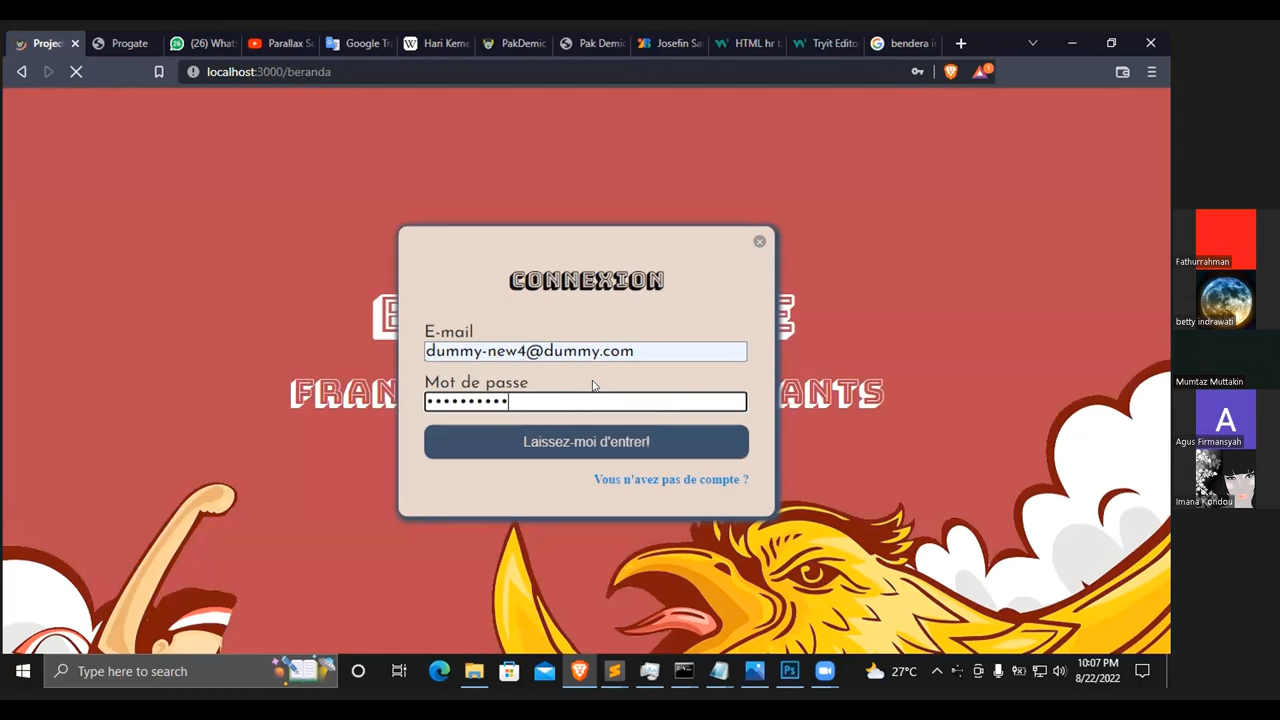 Projec
Progate
(26) What
Parallax Sc
Google Tr
Hari Keme
PakDemic
Pak Demic
Josefin Sa
HTML hr t
Tryit Edito
bendera i
localhost:3000/beranda
CONNEXION
E-mail
dummy-new4@dummy.com
Mot de passe
Laissez-moi d'entrer!
Vous n'avez pas de compte ?
FRAN
ANTS
Fathurrahman
betty indrawati
Mumtaz Muttakin
A
Agus Firmansyah
Imana Kondou
Type here to search
27°C
10:07 PM
8/22/2022